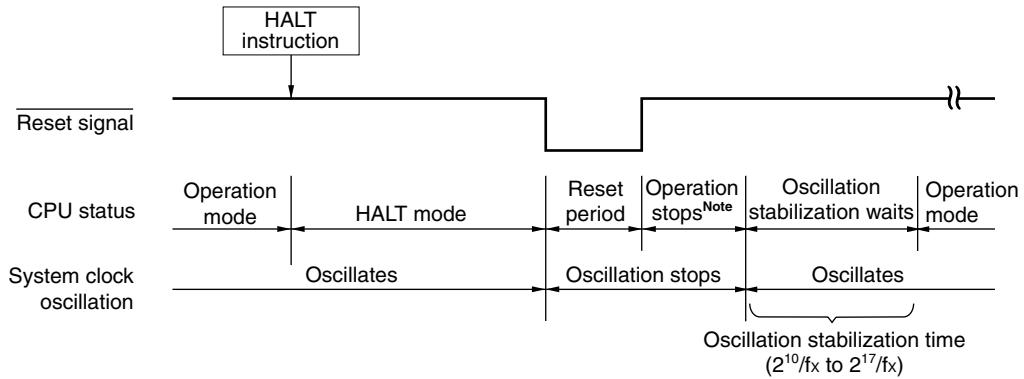 HALT
instruction
Reset signal
CPU status
Operation
mode
HALT mode
Reset
period
Operation
stopsNote
Oscillation
stabilization waits
Operation
mode
System clock
oscillation
Oscillates
Oscillation stops
Oscillates
Oscillation stabilization time
(2^10/fx to 2^17/fx)